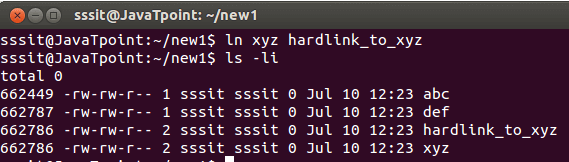 sssit@JavaTpoint: ~/new1
sssit@JavaTpoint:~/new1$ ln xyz hardlink_to_xyz
sssit@JavaTpoint:~/new1$ ls -li
total 0
662449 -rw-rw-r-- 1 sssit sssit 0 Jul 10 12:23 abc
662787 -rw-rw-r-- 1 sssit sssit 0 Jul 10 12:23 def
662786 -rw-rw-r-- 2 sssit sssit 0 Jul 10 12:23 hardlink_to_xyz
662786 -rw-rw-r-- 2 sssit sssit 0 Jul 10 12:23 xyz
sssit@JavaTpoint:~/new1$